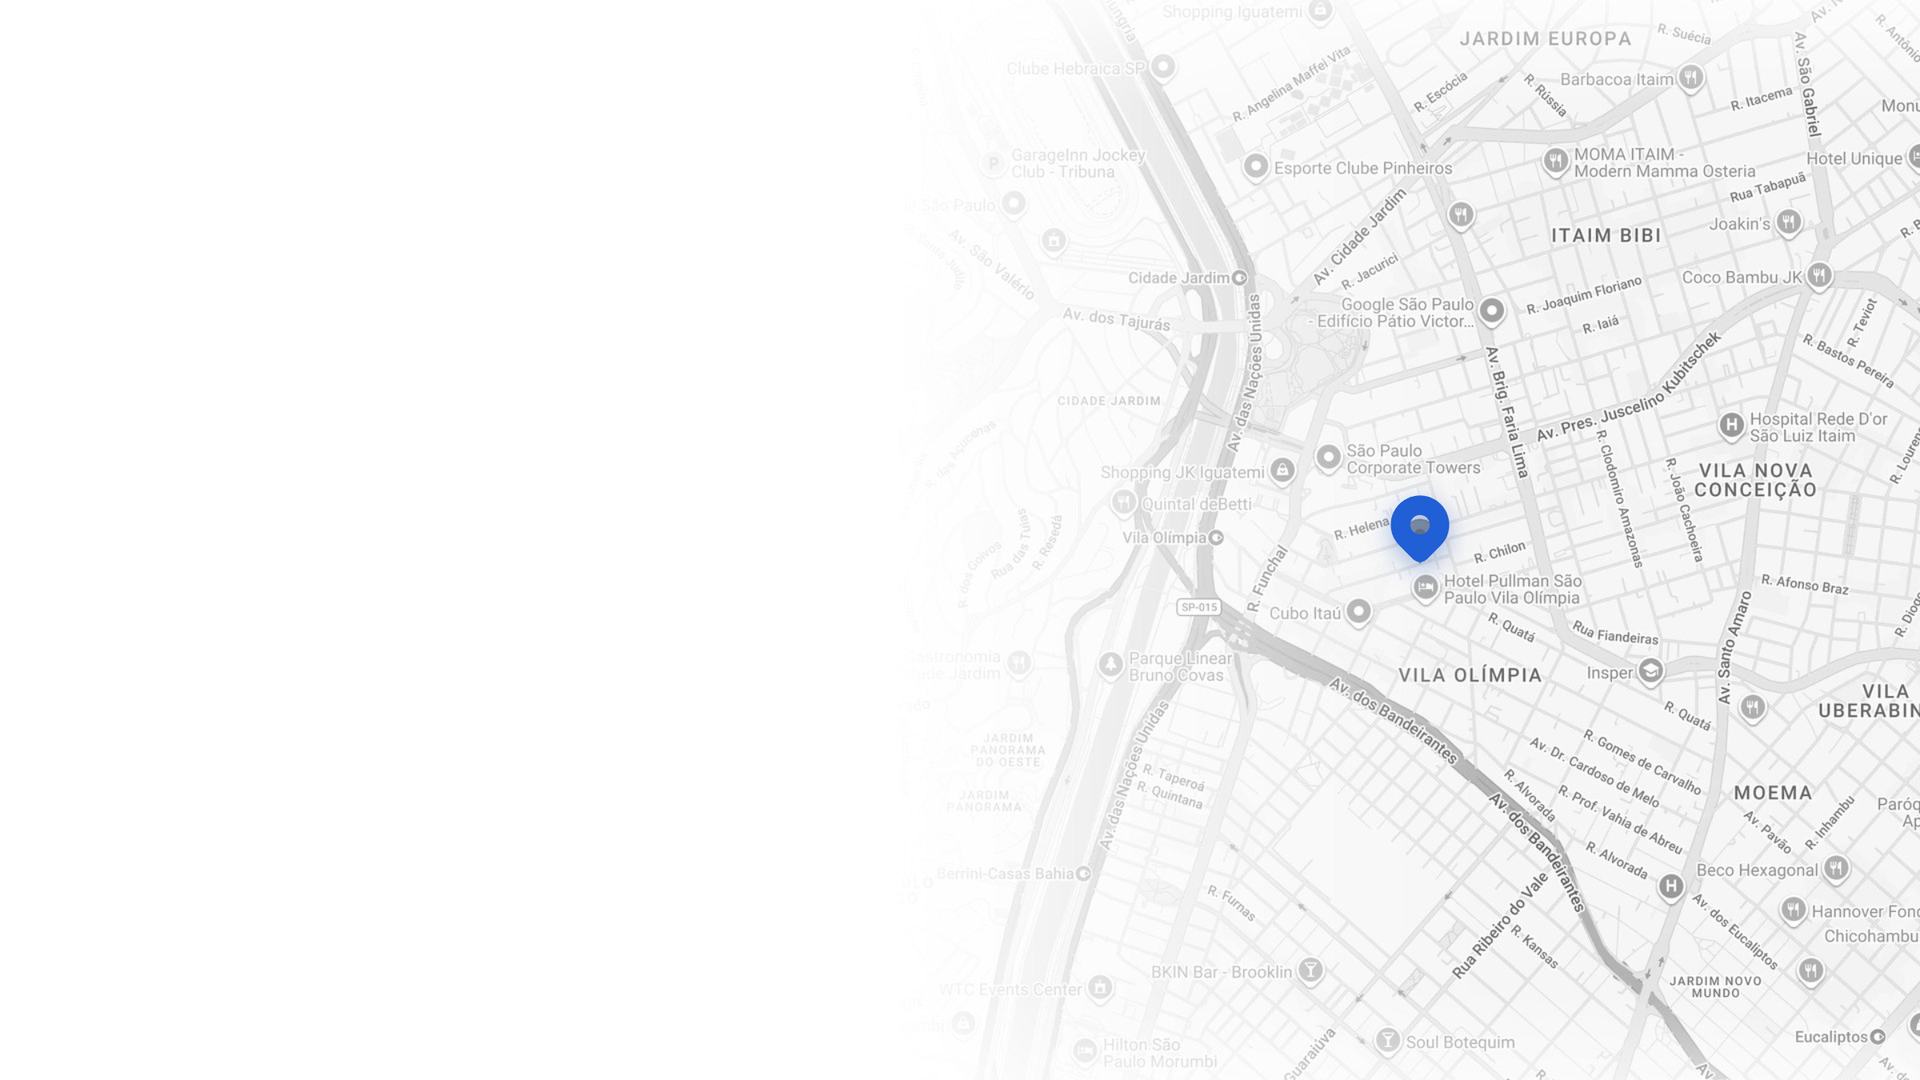 Shopping Iguatemi
JARDIM EUROPA
R. Suécia
Clube Hebraica SP
R. Angelina Maffei Vita
R. Escócia
R. Rússia
Barbacoa Itaim
R. Itacema
Av. São Gabriel
GarageInn Jockey
Club - Tribuna
Esporte Clube Pinheiros
MOMA ITAIM -
Modern Mamma Osteria
Hotel Unique
Rua Tabapuã
São Paulo
Av. São Valério
Av. Cidade Jardim
R. Jacurici
ITAIM BIBI
Joakin's
Cidade Jardim
Coco Bambu JK
Av. dos Tajurás
Av. das Nações Unidas
Google São Paulo
- Edifício Pátio Victor...
R. Joaquim Floriano
R. Iaiá
R. Teviot
R. Bastos Pereira
CIDADE JARDIM
Av. Brig. Faria Lima
Av. Pres. Juscelino Kubitschek
Hospital Rede D'or
São Luiz Itaim
R. das Açucenas
Shopping JK Iguatemi
São Paulo
Corporate Towers
R. Clodomiro Amazonas
R. João Cachoeira
VILA NOVA
CONCEIÇÃO
Quintal deBetti
R. Helena
R. Chilon
Vila Olímpia
R. dos Goivos
Rua das Tulias
R. Resedá
R. Funchal
SP-015
Cubo Itaú
Hotel Pullman São
Paulo Vila Olímpia
R. Afonso Braz
R. Quatá
Rua Fiandeiras
Av. Santo Amaro
Parque Linear
Bruno Covas
VILA OLÍMPIA
Insper
Av. dos Bandeirantes
R. Quatá
VILA
JARDIM
PANORAMA
DO OESTE
Av. das Nações Unidas
R. Taperoá
R. Quintana
R. Gomes de Carvalho
Av. Dr. Cardoso de Melo
R. Alvorada
R. Prof. Vahia de Abreu
MOEMA
Av. Pavão
R. Inhambu
JARDIM
PANORAMA
Av. dos Bandeirantes
R. Alvorada
Berrini-Casas Bahia
Beco Hexagonal
R. Furnas
Rua Ribeiro do Vale
R. Kansas
Av. dos Eucaliptos
BKIN Bar - Brooklin
WTC Events Center
JARDIM NOVO
MUNDO
Hilton São
Paulo Morumbi
Soul Botequim
Eucaliptos